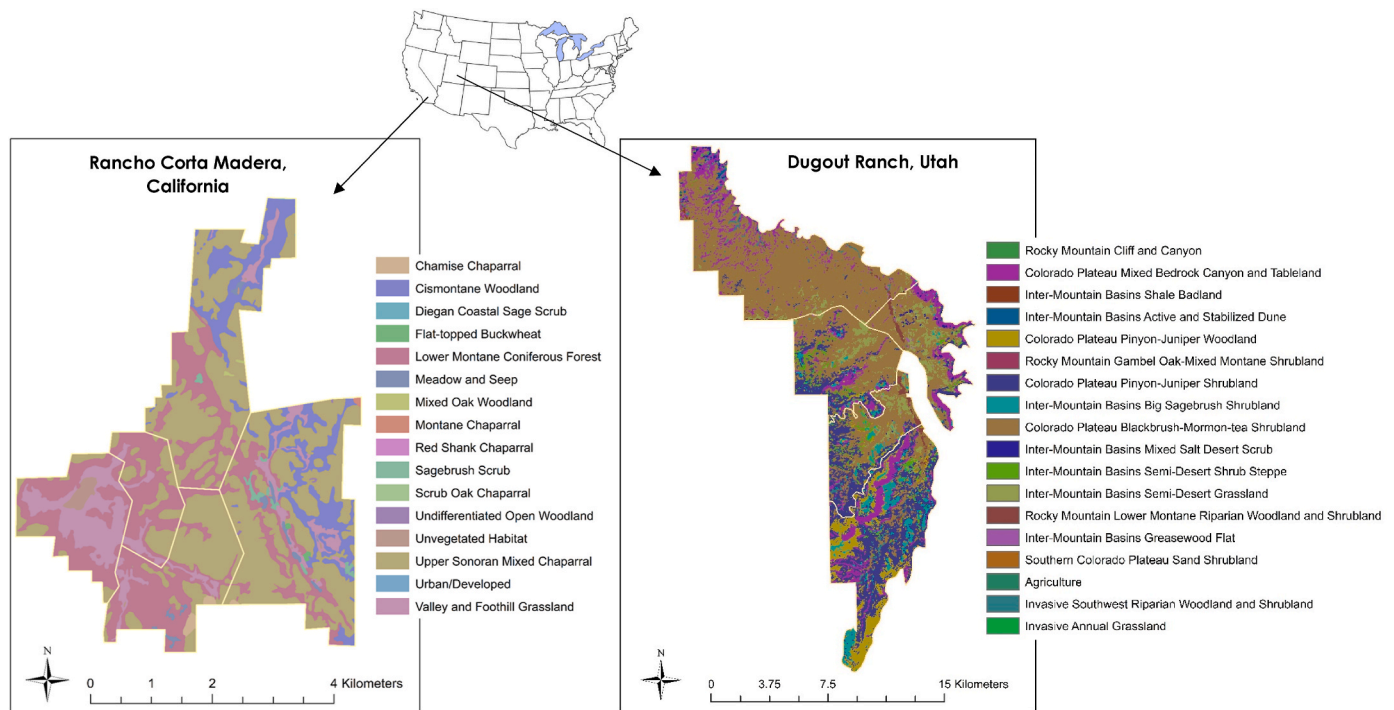 Rancho Corta Madera,
California
Chamise Chaparral
Cismontane Woodland
Diegan Coastal Sage Scrub
Flat-topped Buckwheat
Lower Montane Coniferous Forest
Meadow and Seep
Mixed Oak Woodland
Montane Chaparral
Red Shank Chaparral
Sagebrush Scrub
Scrub Oak Chaparral
Undifferentiated Open Woodland
Unvegetated Habitat
Upper Sonoran Mixed Chaparral
Urban/Developed
Valley and Foothill Grassland
N
0 1 2 4 Kilometers
Dugout Ranch, Utah
Rocky Mountain Cliff and Canyon
Colorado Plateau Mixed Bedrock Canyon and Tableland
Inter-Mountain Basins Shale Badland
Inter-Mountain Basins Active and Stabilized Dune
Colorado Plateau Pinyon-Juniper Woodland
Rocky Mountain Gambel Oak-Mixed Montane Shrubland
Colorado Plateau Pinyon-Juniper Shrubland
Inter-Mountain Basins Big Sagebrush Shrubland
Colorado Plateau Blackbrush-Mormon-tea Shrubland
Inter-Mountain Basins Mixed Salt Desert Scrub
Inter-Mountain Basins Semi-Desert Shrub Steppe
Inter-Mountain Basins Semi-Desert Grassland
Rocky Mountain Lower Montane Riparian Woodland and Shrubland
Inter-Mountain Basins Greasewood Flat
Southern Colorado Plateau Sand Shrubland
Agriculture
Invasive Southwest Riparian Woodland and Shrubland
Invasive Annual Grassland
N
0 3.75 7.5 15 Kilometers